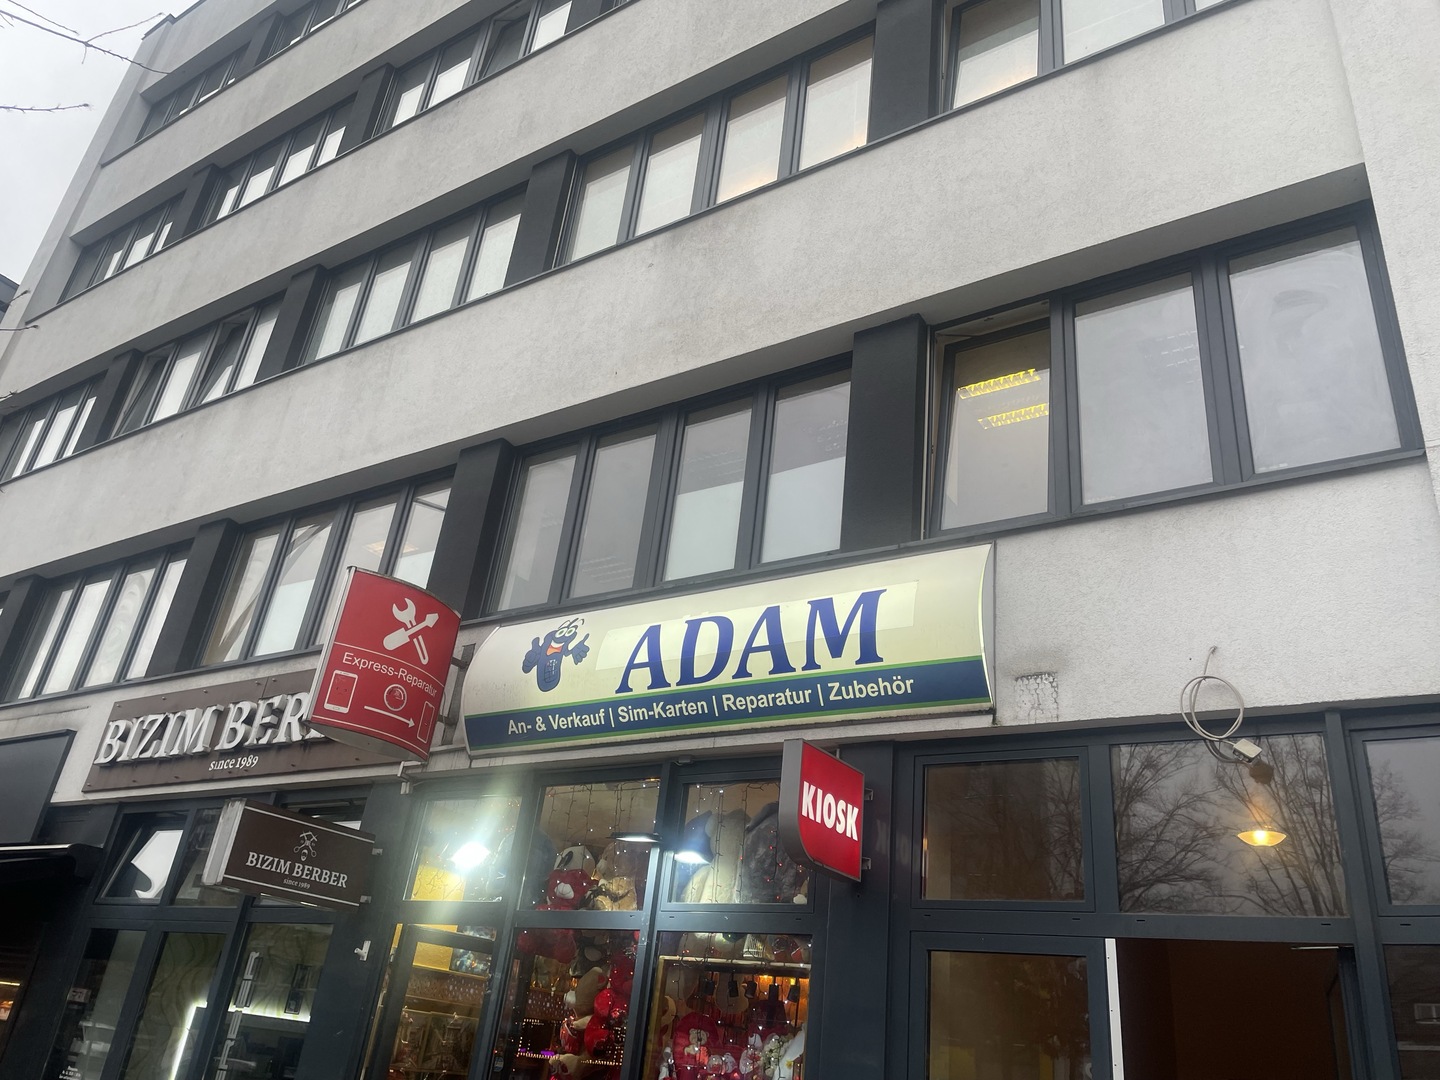 Express-Reparatur
ADAM
An- & Verkauf | Sim-Karten | Reparatur | Zubehör
BIZIM BER
since 1989
KIOSK
BIZIM BERBER
since 1989